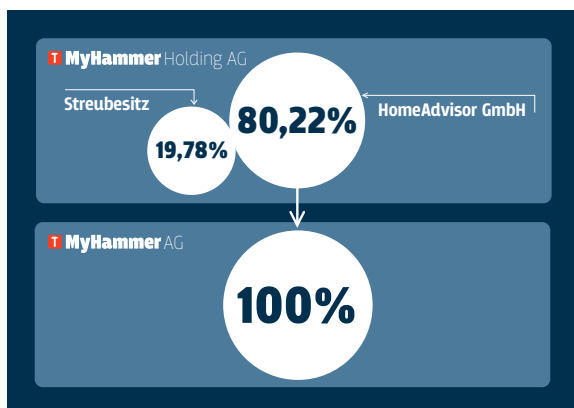 T MyHammer Holding AG
Streubesitz
HomeAdvisor GmbH
80,22%
19,78%
T MyHammer AG
100%